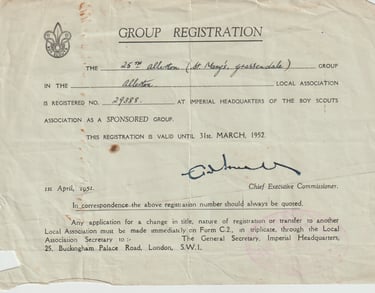 GROUP REGISTRATION
THE 25TH Allerton (St. Mary's, Grassendale) GROUP
IN THE Allerton LOCAL ASSOCIATION
IS REGISTERED NO. 29388 AT IMPERIAL HEADQUARTERS OF THE BOY SCOUTS
ASSOCIATION AS A SPONSORED GROUP.
THIS REGISTRATION IS VALID UNTIL 31st. MARCH, 1952.
1st April, 1951. Chief Executive Commissioner.
In correspondence the above registration number should always be quoted.
Any application for a change in title, nature of registration or transfer to another
Local Association must be made immediately on Form C.2., in triplicate, through the Local
Association Secretary to :- The General Secretary, Imperial Headquarters,
25, Buckingham Palace Road, London, S.W.1.